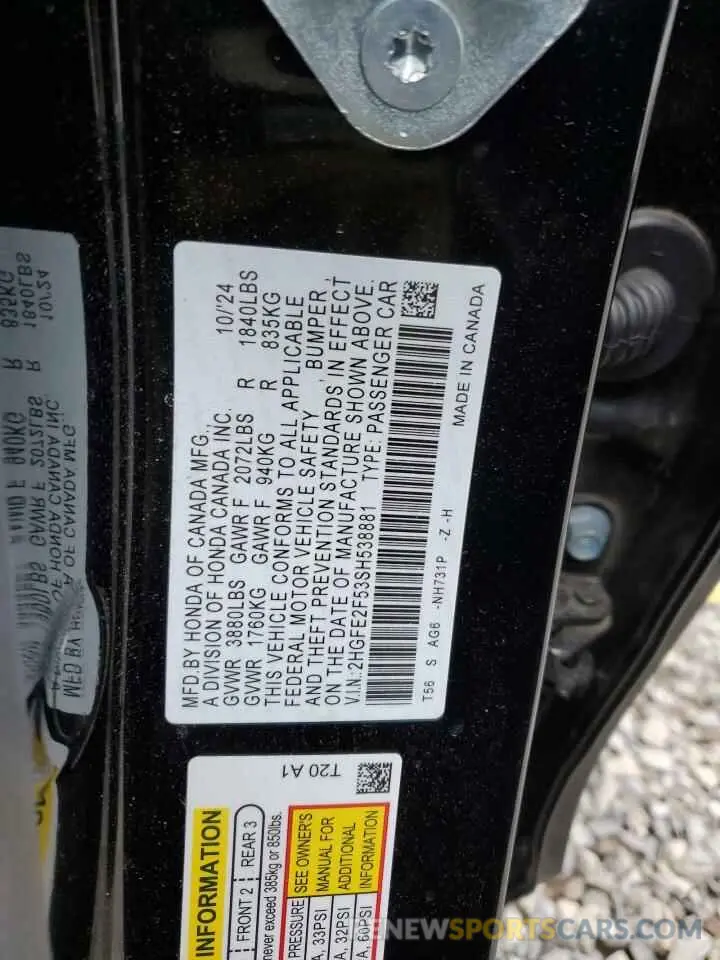 MFD.BY HONDA OF CANADA MFG. 10/24
A DIVISION OF HONDA CANADA INC.
GVWR 3880LBS GAWR F 2072LBS R 1840LBS
GVWR 1760KG GAWR F 940KG R 835KG
THIS VEHICLE CONFORMS TO ALL APPLICABLE
FEDERAL MOTOR VEHICLE SAFETY, BUMPER,
AND THEFT PREVENTION STANDARDS IN EFFECT
ON THE DATE OF MANUFACTURE SHOWN ABOVE.
V.I.N.: 2HGFE2F53SH538881 TYPE: PASSENGER CAR
T56 S AG6 -NH731P -Z -H
MADE IN CANADA
T20 A1
INFORMATION
FRONT 2 REAR 3
never exceed 385kg or 850lbs.
PRESSURE SEE OWNER'S
33PSI MANUAL FOR
32PSI ADDITIONAL
60PSI INFORMATION
RENEWSPORTSCARS.COM